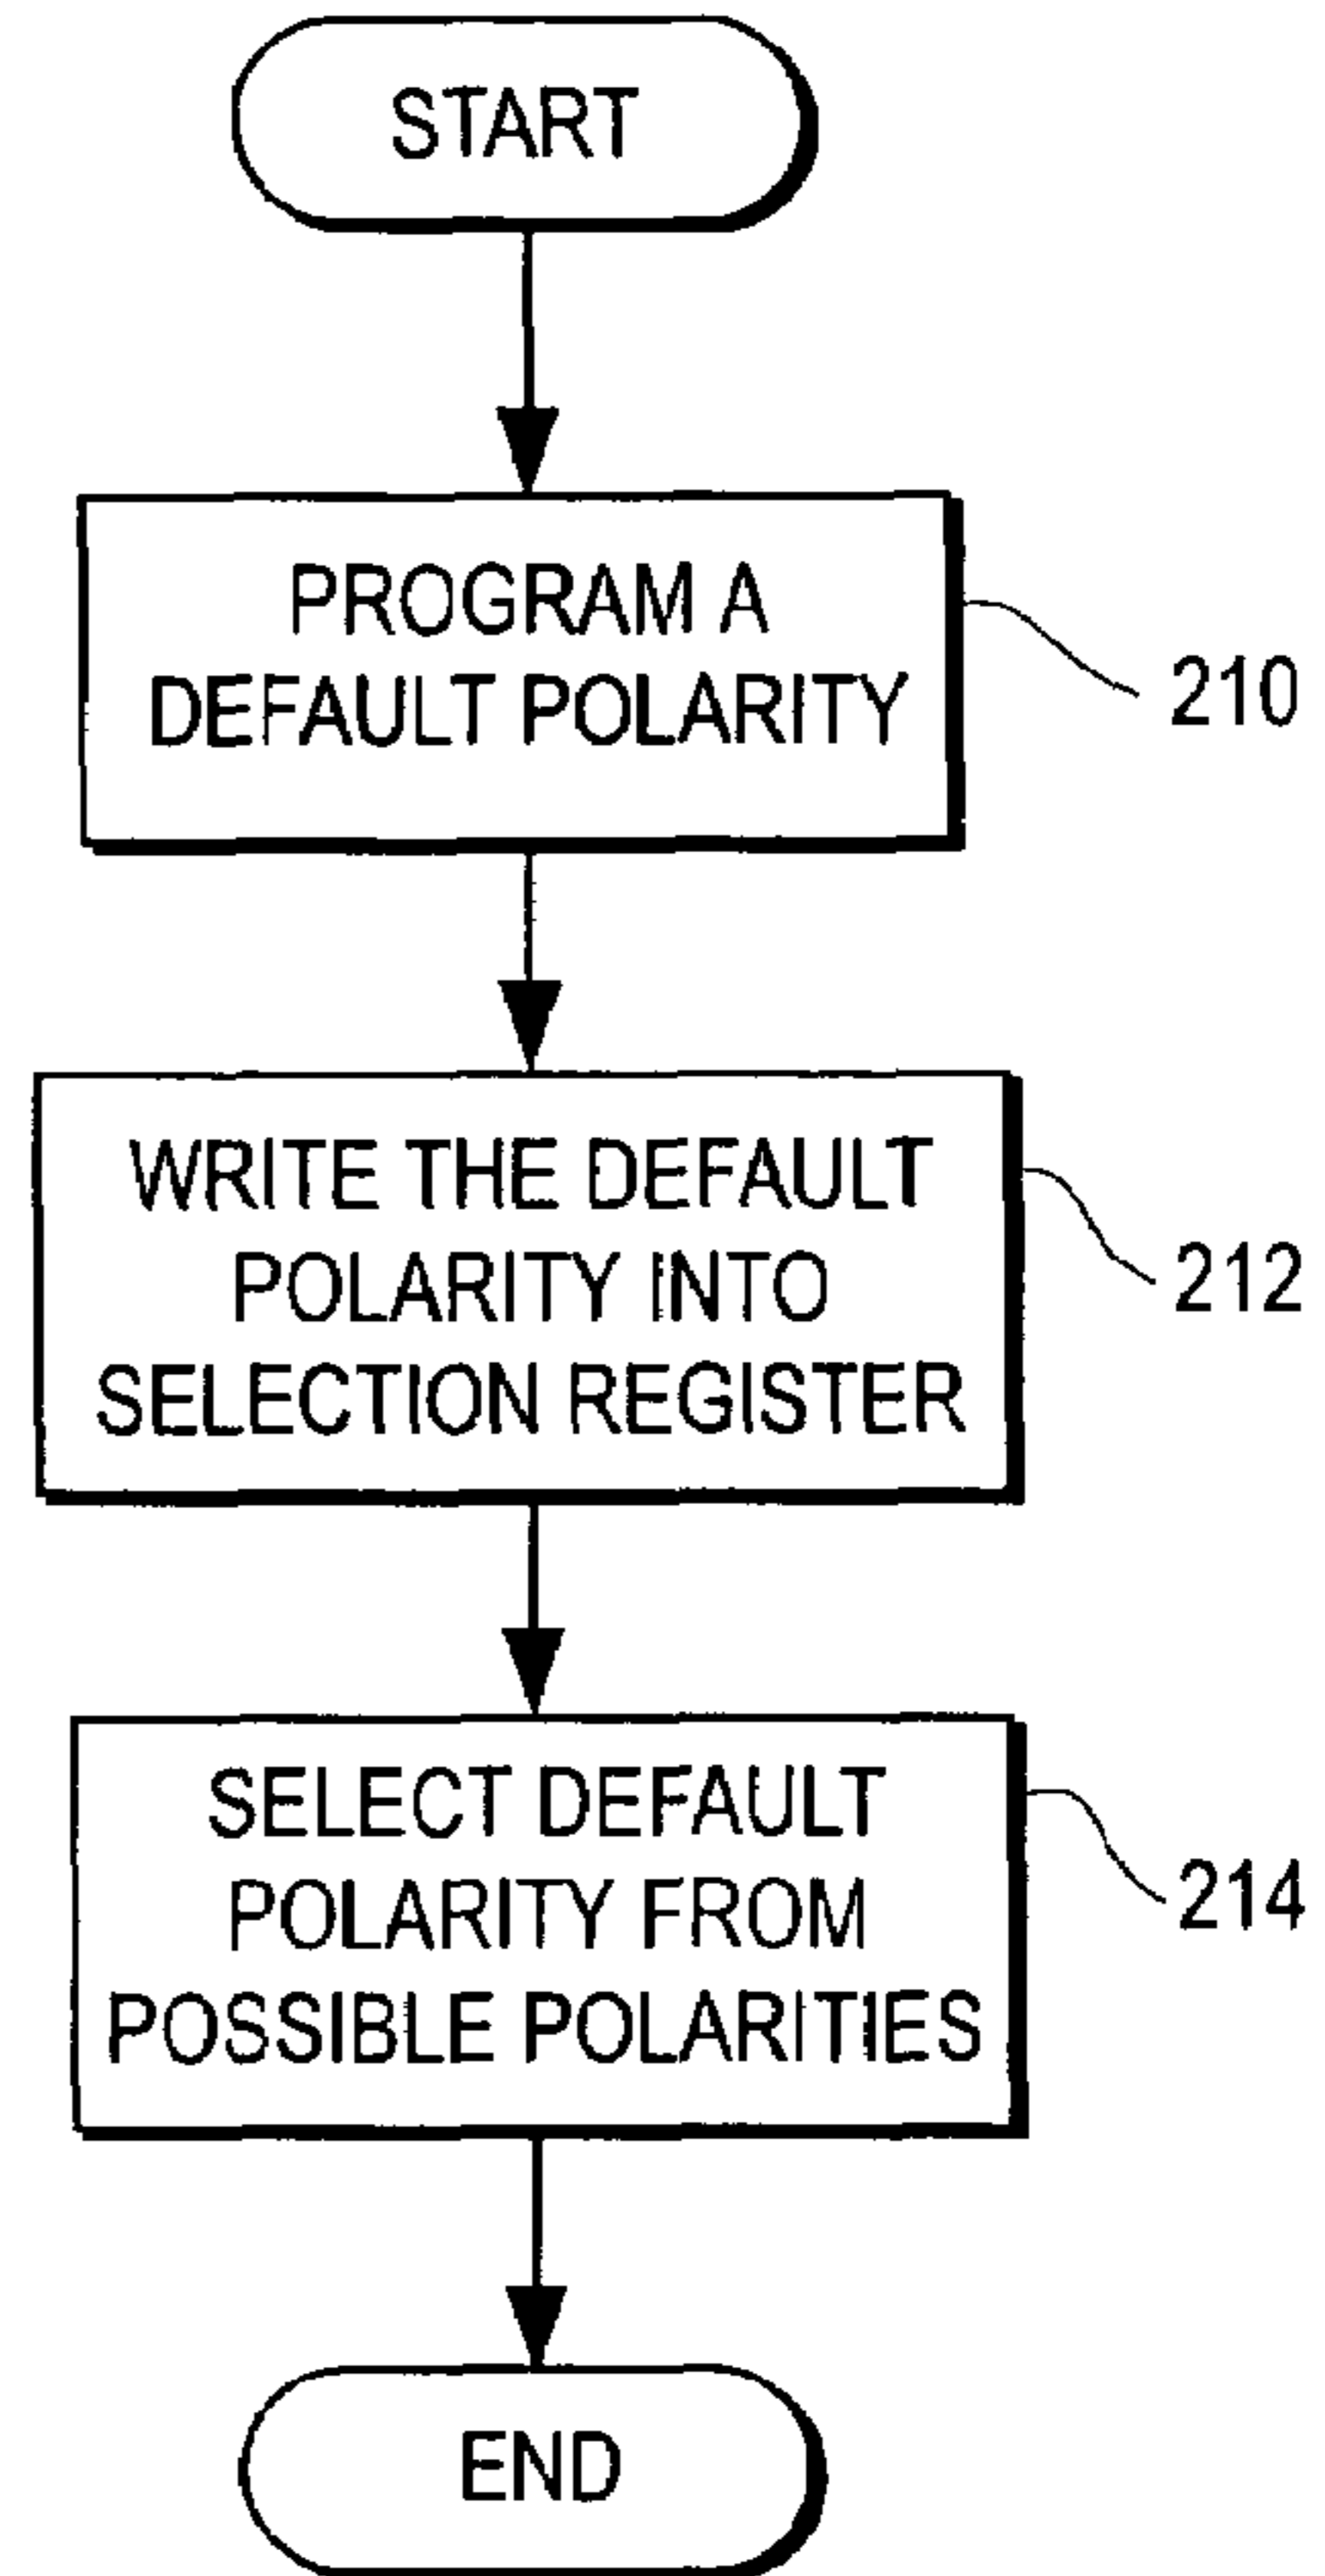 START
PROGRAM A
DEFAULT POLARITY
210
WRITE THE DEFAULT
POLARITY INTO
SELECTION REGISTER
212
SELECT DEFAULT
POLARITY FROM
POSSIBLE POLARITIES
214
END